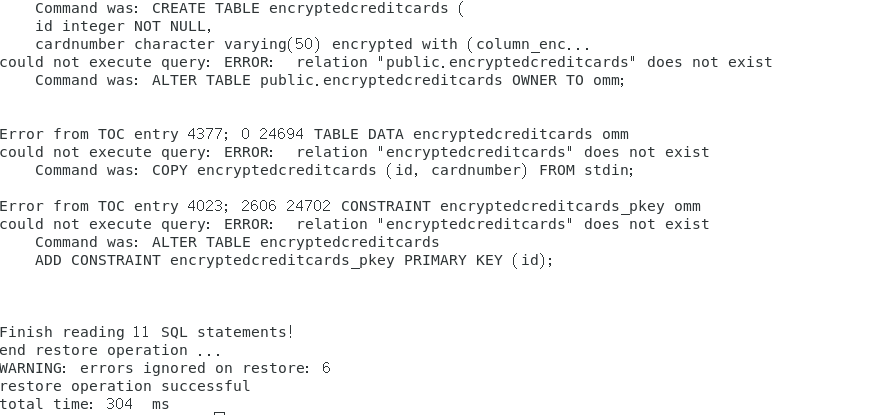 Command was: CREATE TABLE encryptedcreditcards (
id integer NOT NULL,
cardnumber character varying(50) encrypted with (column_enc...
could not execute query: ERROR:  relation "public.encryptedcreditcards" does not exist
Command was: ALTER TABLE public.encryptedcreditcards OWNER TO omm;
Error from TOC entry 4377; 0 24694 TABLE DATA encryptedcreditcards omm
could not execute query: ERROR:  relation "encryptedcreditcards" does not exist
Command was: COPY encryptedcreditcards (id, cardnumber) FROM stdin;
Error from TOC entry 4023; 2606 24702 CONSTRAINT encryptedcreditcards_pkey omm
could not execute query: ERROR:  relation "encryptedcreditcards" does not exist
Command was: ALTER TABLE encryptedcreditcards
ADD CONSTRAINT encryptedcreditcards_pkey PRIMARY KEY (id);
Finish reading 11 SQL statements!
end restore operation ...
WARNING: errors ignored on restore: 6
restore operation successful
total time: 304  ms